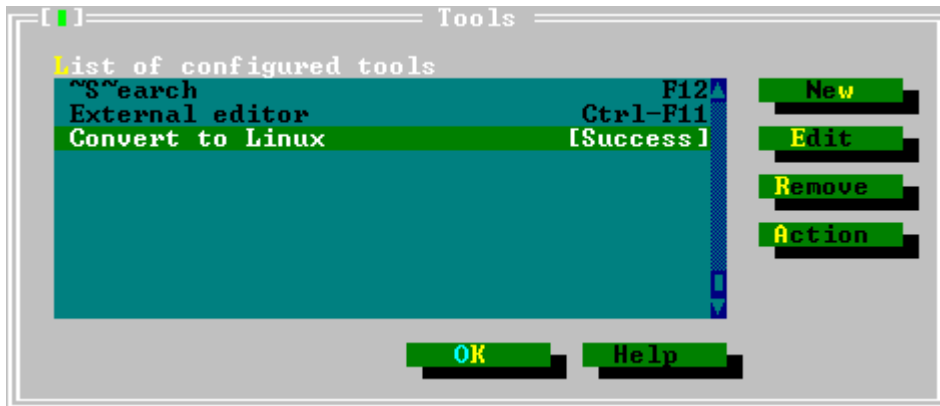 Tools
List of configured tools
~S~earch F12
External editor Ctrl-F11
Convert to Linux [Success]
New
Edit
Remove
Action
OK Help